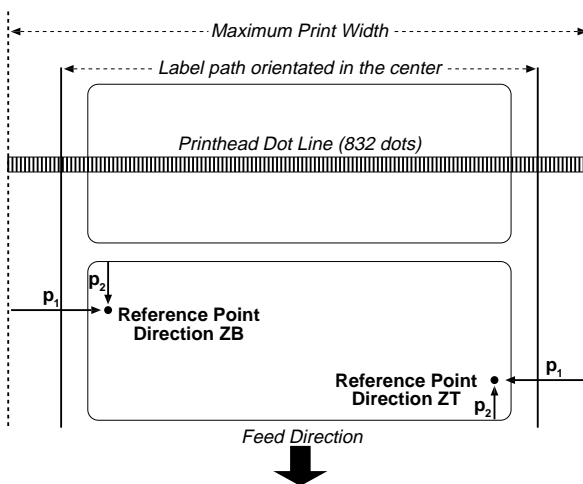 Maximum Print Width
Label path orientated in the center
Printhead Dot Line (832 dots)
p2
p1
Reference Point
Direction ZB
p1
Reference Point
Direction ZT
p2
Feed Direction